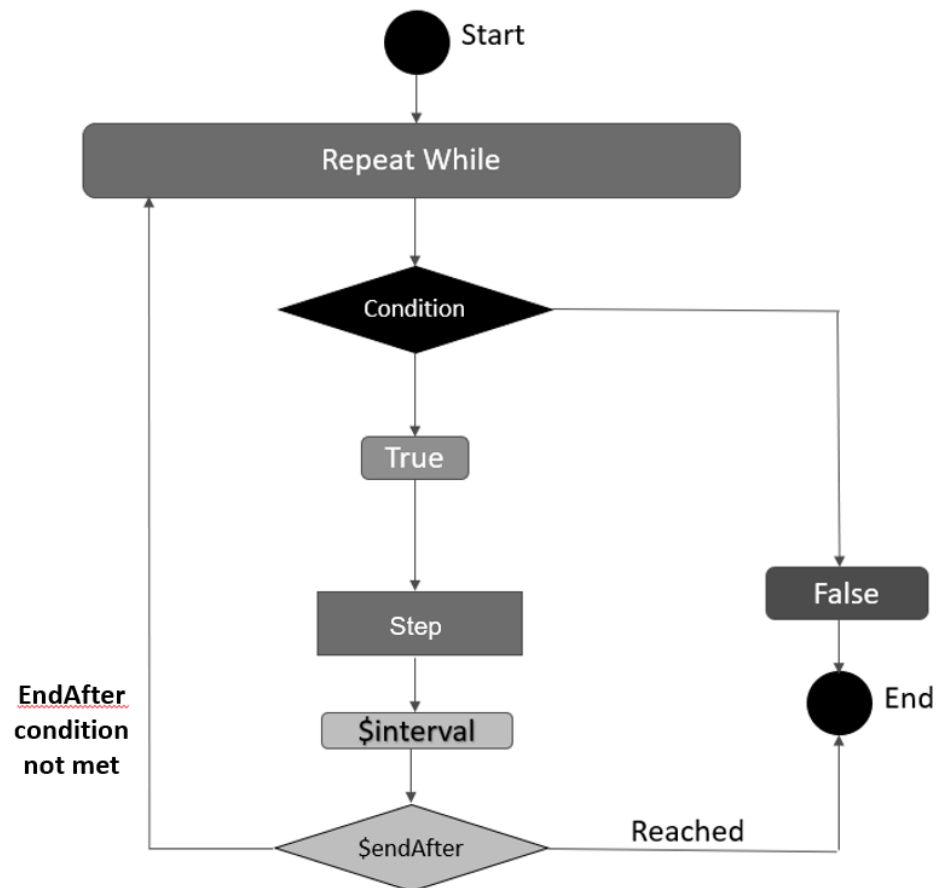 Start
Repeat While
Condition
True
False
Step
End
EndAfter
condition
not met
$interval
Reached
$endAfter